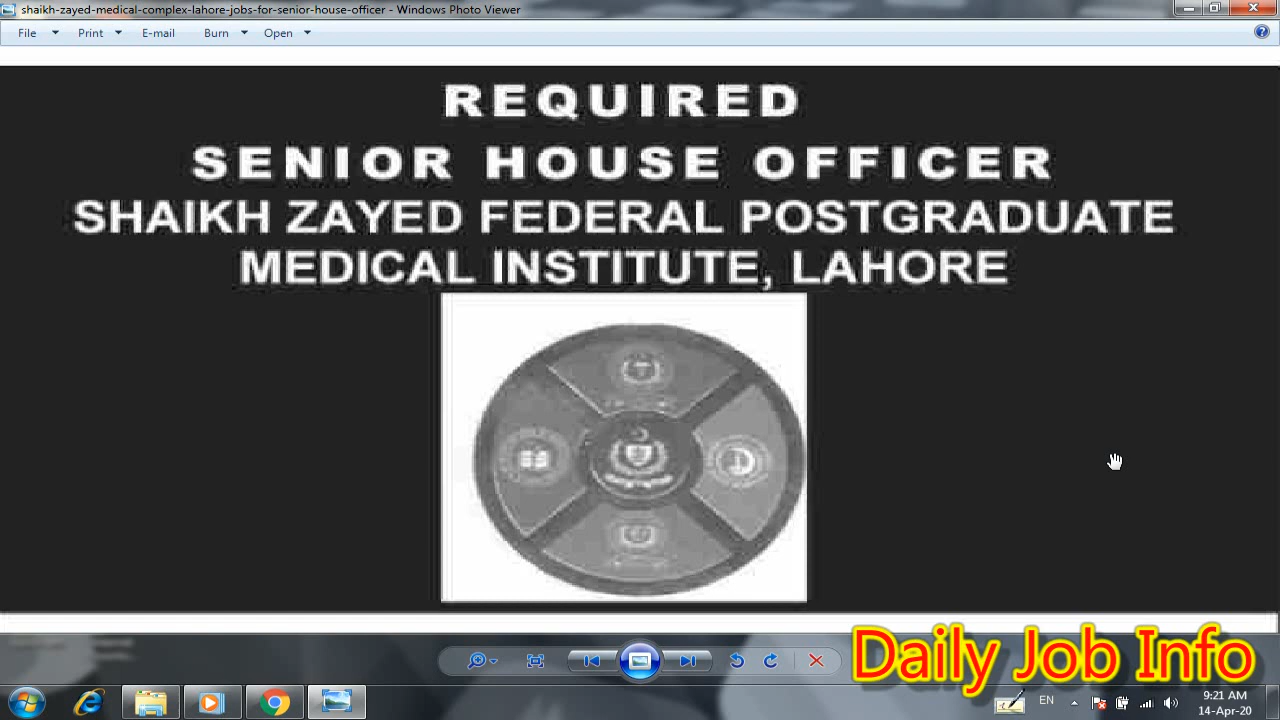 shaikh-zayed-medical-complex-lahore-jobs-for-senior-house-officer - Windows Photo Viewer
File Print E-mail Burn Open
REQUIRED
SENIOR HOUSE OFFICER
SHAIKH ZAYED FEDERAL POSTGRADUATE
MEDICAL INSTITUTE, LAHORE
Daily Job Info
EN
9:21 AM
14-Apr-20